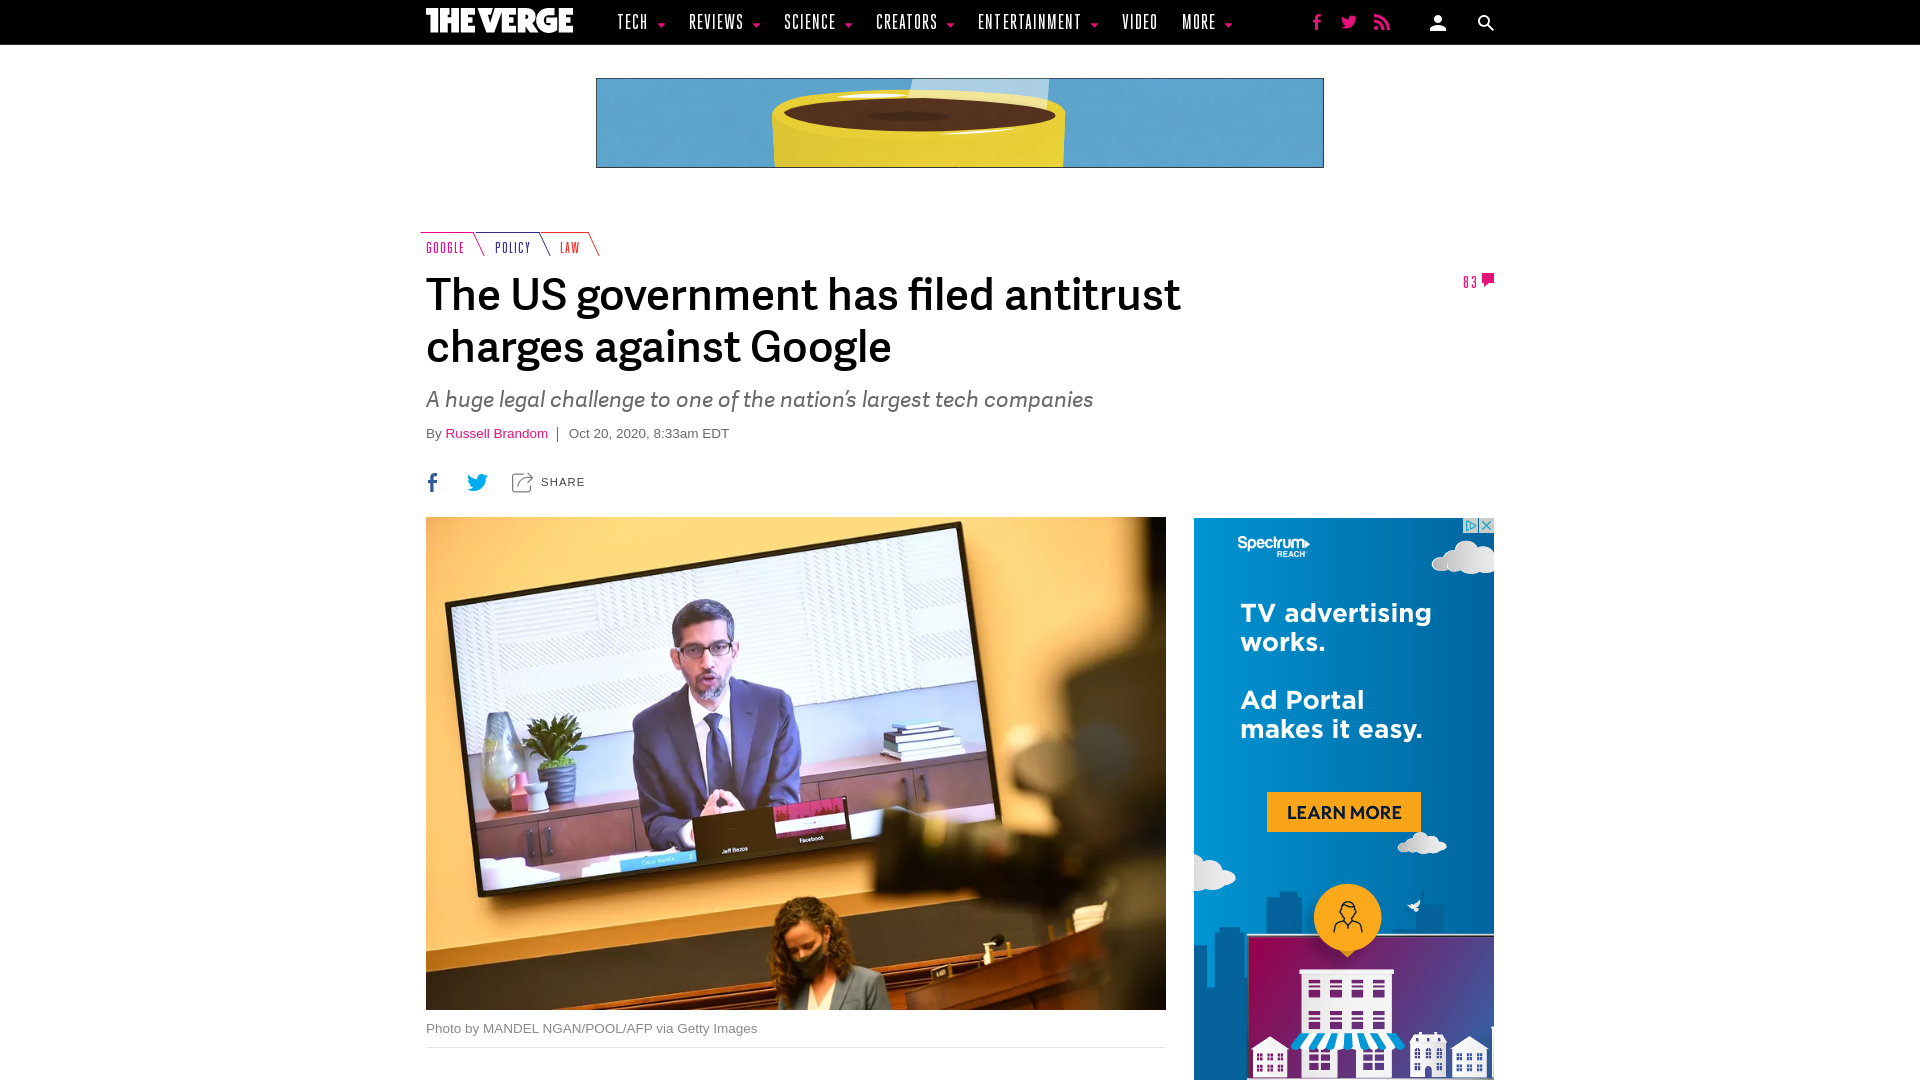 THE VERGE
TECH
REVIEWS
SCIENCE
CREATORS
ENTERTAINMENT
VIDEO
MORE
GOOGLE
POLICY
LAW
The US government has filed antitrust
charges against Google
83
A huge legal challenge to one of the nation’s largest tech companies
By Russell Brandom
Oct 20, 2020, 8:33am EDT
SHARE
Cisco Webex
Jeff Bezos
Facebook
Photo by MANDEL NGAN/POOL/AFP via Getty Images
Spectrum
REACH
TV advertising
works.
Ad Portal
makes it easy.
LEARN MORE